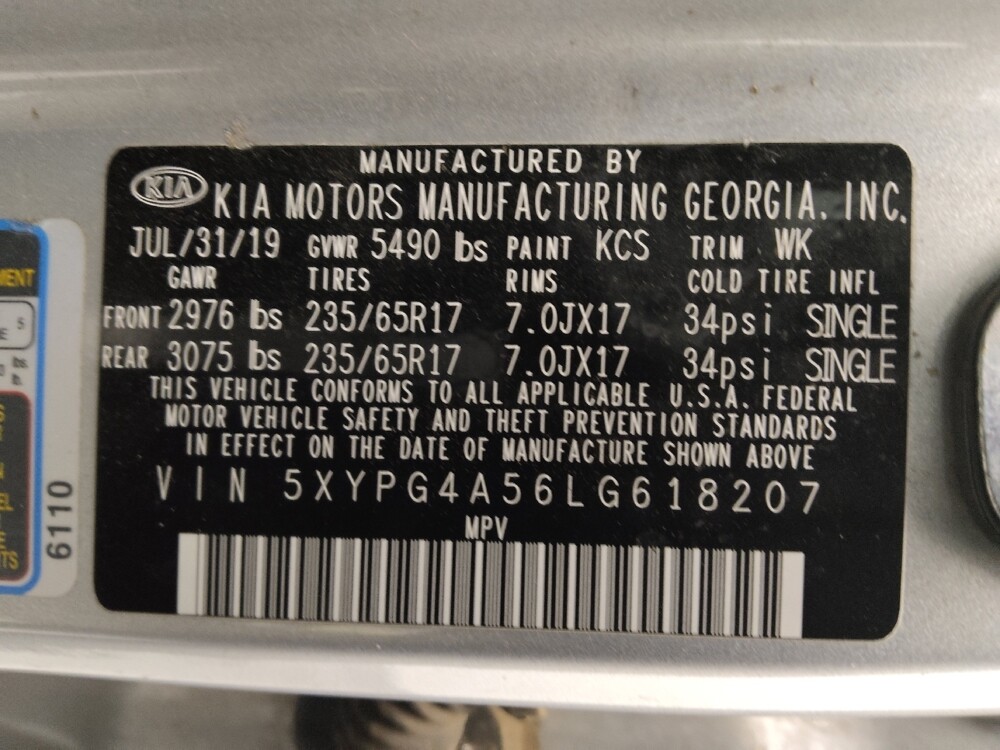 MANUFACTURED BY
KIA KIA MOTORS MANUFACTURING GEORGIA, INC.
JUL/31/19 GVWR 5490 lbs PAINT KCS TRIM WK
GAWR TIRES RIMS COLD TIRE INFL
FRONT 2976 lbs 235/65R17 7.0JX17 34psi SINGLE
REAR 3075 lbs 235/65R17 7.0JX17 34psi SINGLE
THIS VEHICLE CONFORMS TO ALL APPLICABLE U.S.A. FEDERAL
MOTOR VEHICLE SAFETY AND THEFT PREVENTION STANDARDS
IN EFFECT ON THE DATE OF MANUFACTURE SHOWN ABOVE
VIN 5XYPG4A56LG618207
MPV
6110
5
lbs.